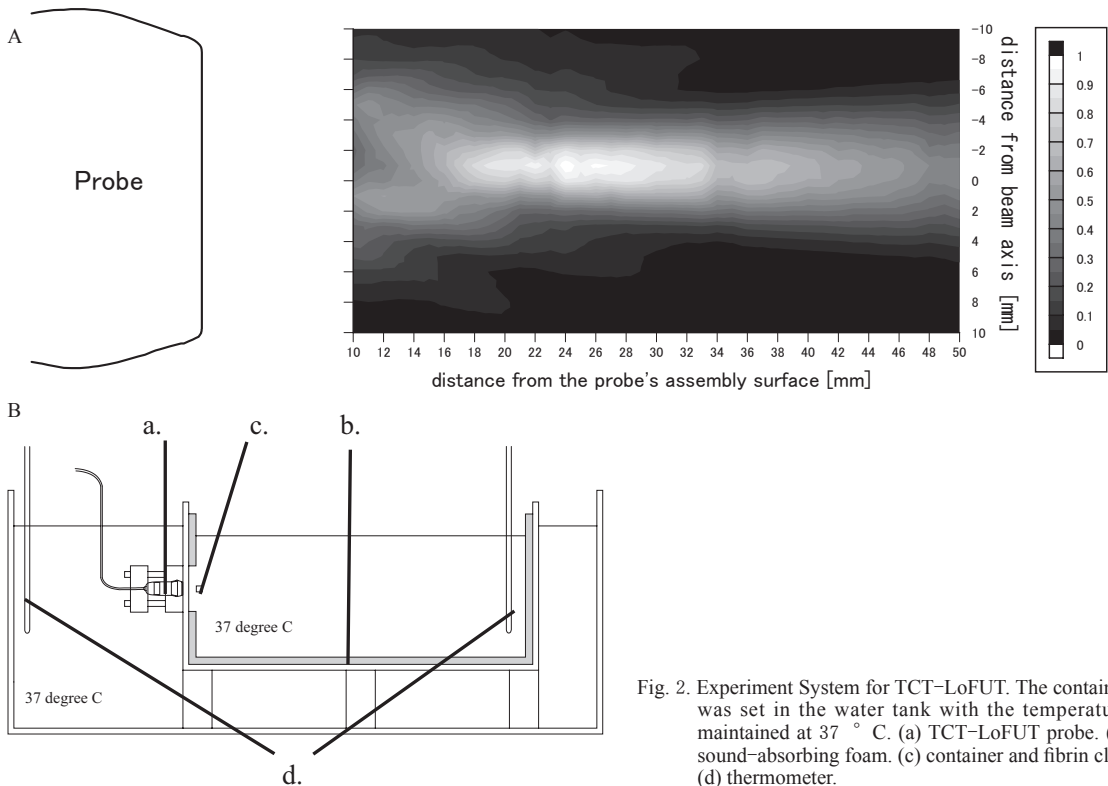 A
Probe
-10
-8
-6
-4
-2
0
2
4
6
8
10
distance from beam axis [mm]
1
0.9
0.8
0.7
0.6
0.5
0.4
0.3
0.2
0.1
0
10 12 14 16 18 20 22 24 26 28 30 32 34 36 38 40 42 44 46 48 50
distance from the probe's assembly surface [mm]
B
a. c. b.
37 degree C
37 degree C
d.
Fig. 2. Experiment System for TCT-LoFUT. The contain
was set in the water tank with the temperatu
maintained at 37 ° C. (a) TCT-LoFUT probe. (
sound-absorbing foam. (c) container and fibrin cl
(d) thermometer.